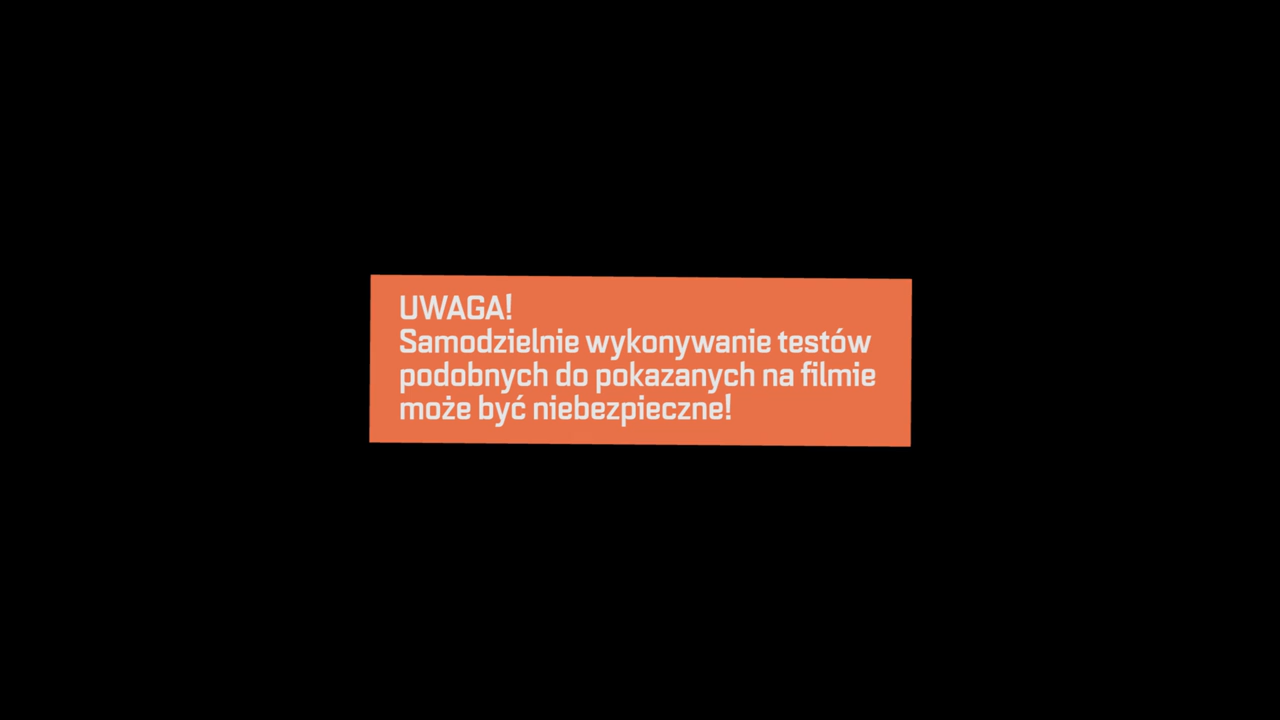 UWAGA!
Samodzielnie wykonywanie testów
podobnych do pokazanych na filmie
może być niebezpieczne!